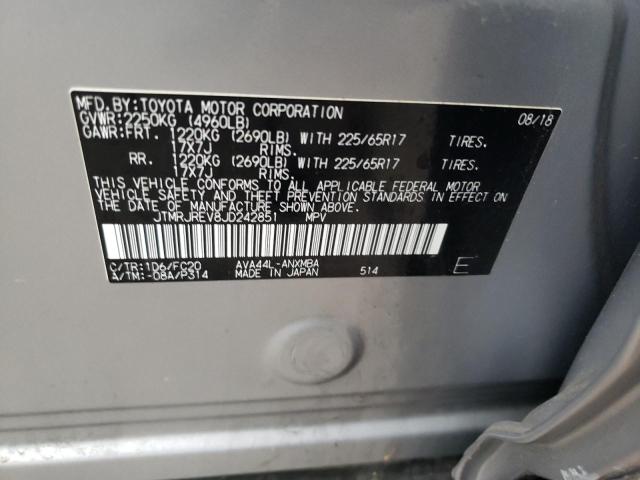 MFD. BY: TOYOTA MOTOR CORPORATION 08/18
GVWR: 2250KG (4960LB)
GAWR: FRT. 1220KG (2690LB) WITH 225/65R17 TIRES.
17X7J RIMS.
RR. 1220KG (2690LB) WITH 225/65R17 TIRES.
17X7J RIMS.
THIS VEHICLE CONFORMS TO ALL APPLICABLE FEDERAL MOTOR
VEHICLE SAFETY AND THEFT PREVENTION STANDARDS IN EFFECT ON
THE DATE OF MANUFACTURE SHOWN ABOVE.
JTMRJREV8JD242851 MPV
C/TR: 1D6/FC20 AVA44L-ANXMBA
A/TM: -08A/P314 MADE IN JAPAN 514 E